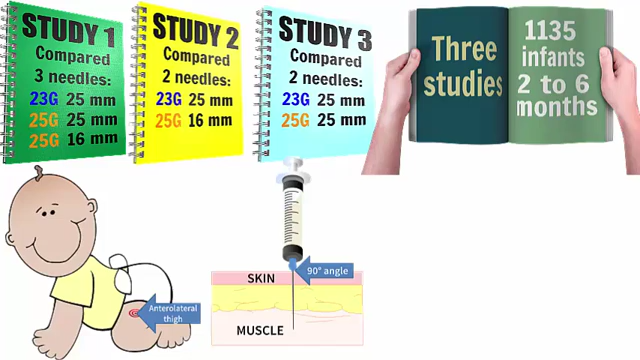 STUDY 1
Compared
3 needles:
23G 25 mm
25G 25 mm
25G 16 mm
STUDY 2
Compared
2 needles:
23G 25 mm
25G 16 mm
STUDY 3
Compared
2 needles:
23G 25 mm
25G 25 mm
Three
studies
1135
infants
2 to 6
months
Anterolateral
thigh
90° angle
SKIN
MUSCLE